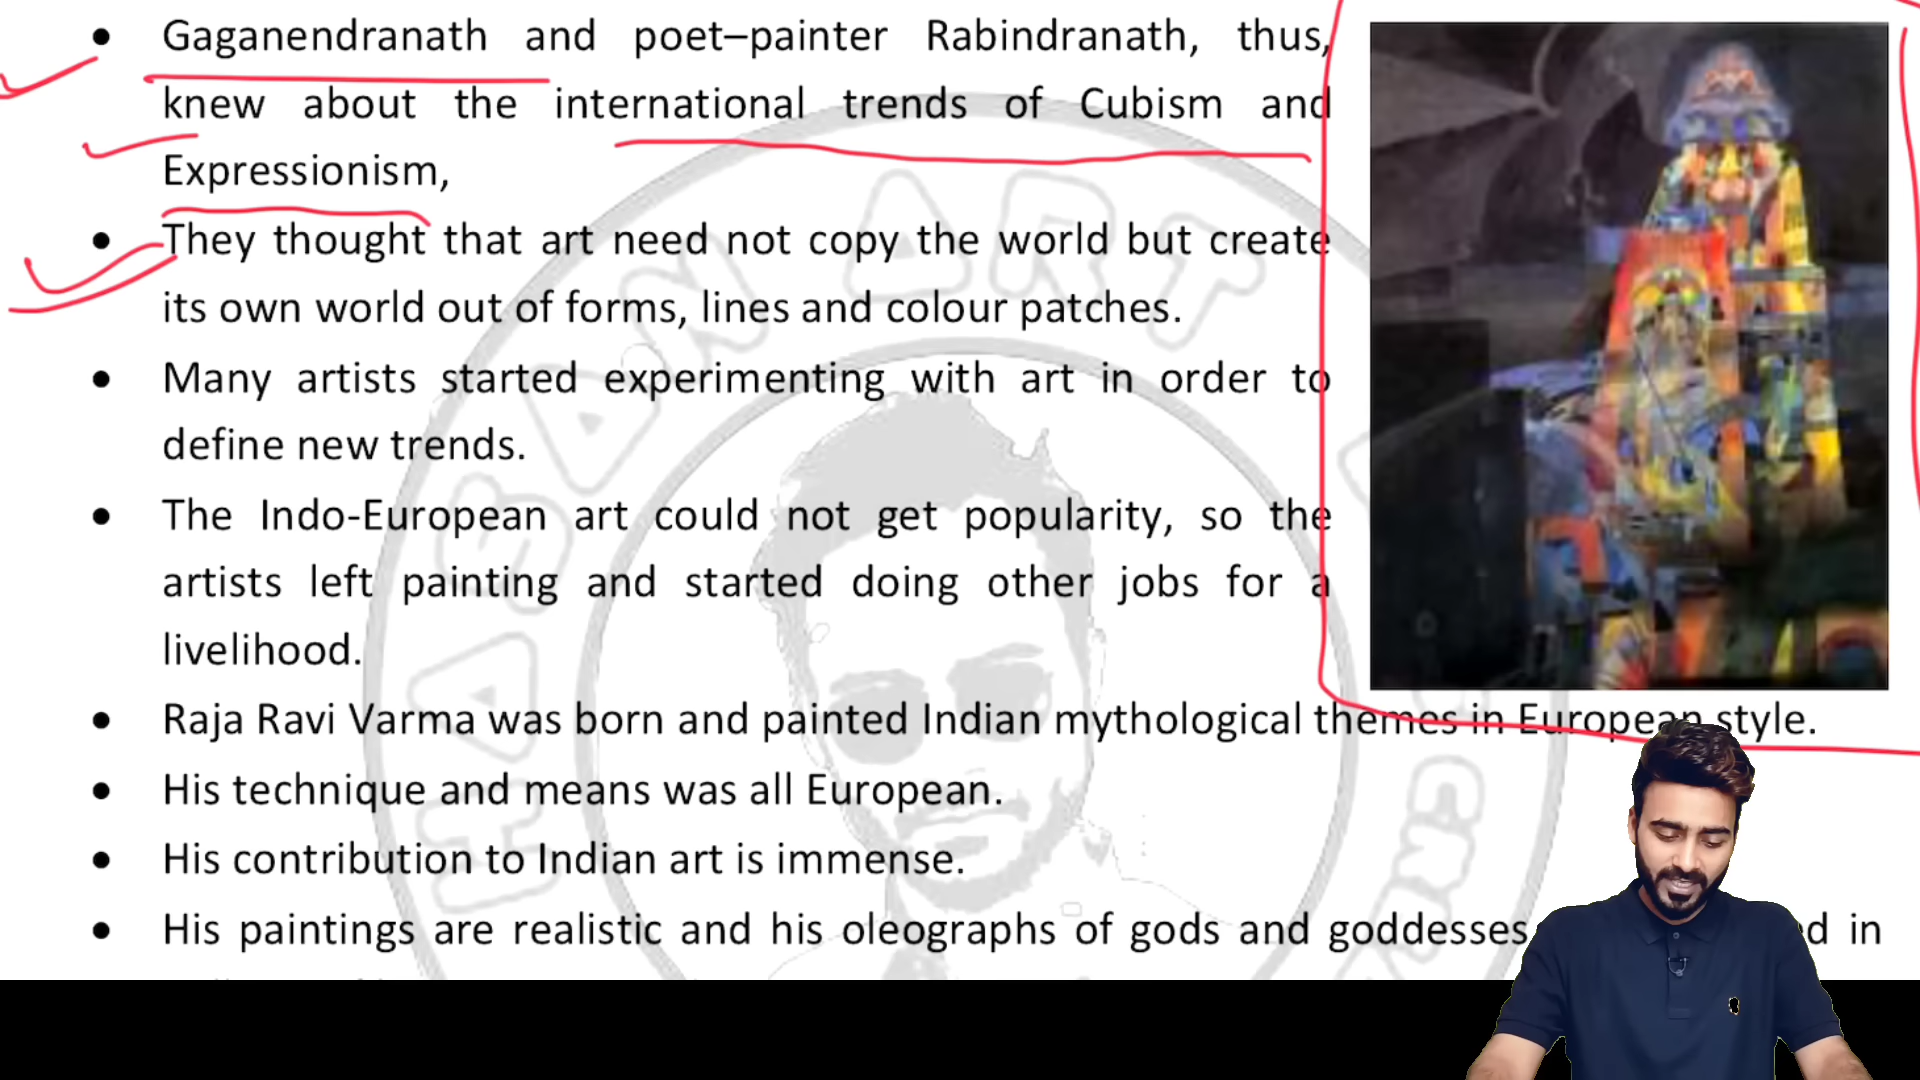 • Gaganendranath and poet–painter Rabindranath, thus,
knew about the international trends of Cubism and
Expressionism,
• They thought that art need not copy the world but create
its own world out of forms, lines and colour patches.
• Many artists started experimenting with art in order to
define new trends.
• The Indo-European art could not get popularity, so the
artists left painting and started doing other jobs for a
livelihood.
• Raja Ravi Varma was born and painted Indian mythological themes in European style.
• His technique and means was all European.
• His contribution to Indian art is immense.
• His paintings are realistic and his oleographs of gods and goddesses in